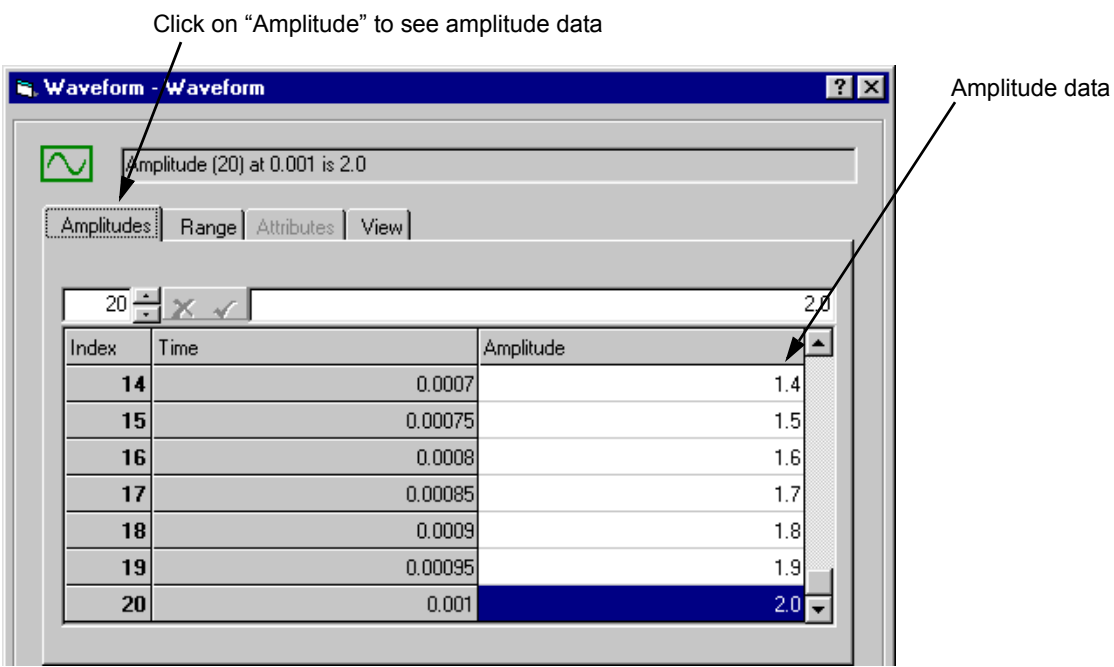 Click on “Amplitude” to see amplitude data
Waveform - Waveform
Amplitude data
Amplitude (20) at 0.001 is 2.0
Amplitudes Range Attributes View
20 2.0
Index Time Amplitude
14 0.0007 1.4
15 0.00075 1.5
16 0.0008 1.6
17 0.00085 1.7
18 0.0009 1.8
19 0.00095 1.9
20 0.001 2.0